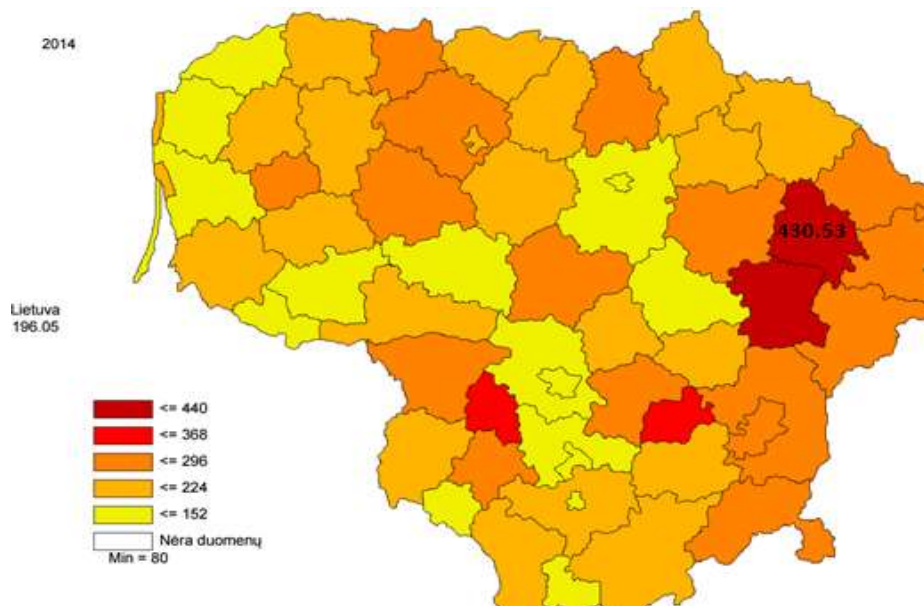 2014
430.53
Lietuva
196.05
<= 440
<= 368
<= 296
<= 224
<= 152
Nėra duomenų
Min = 80